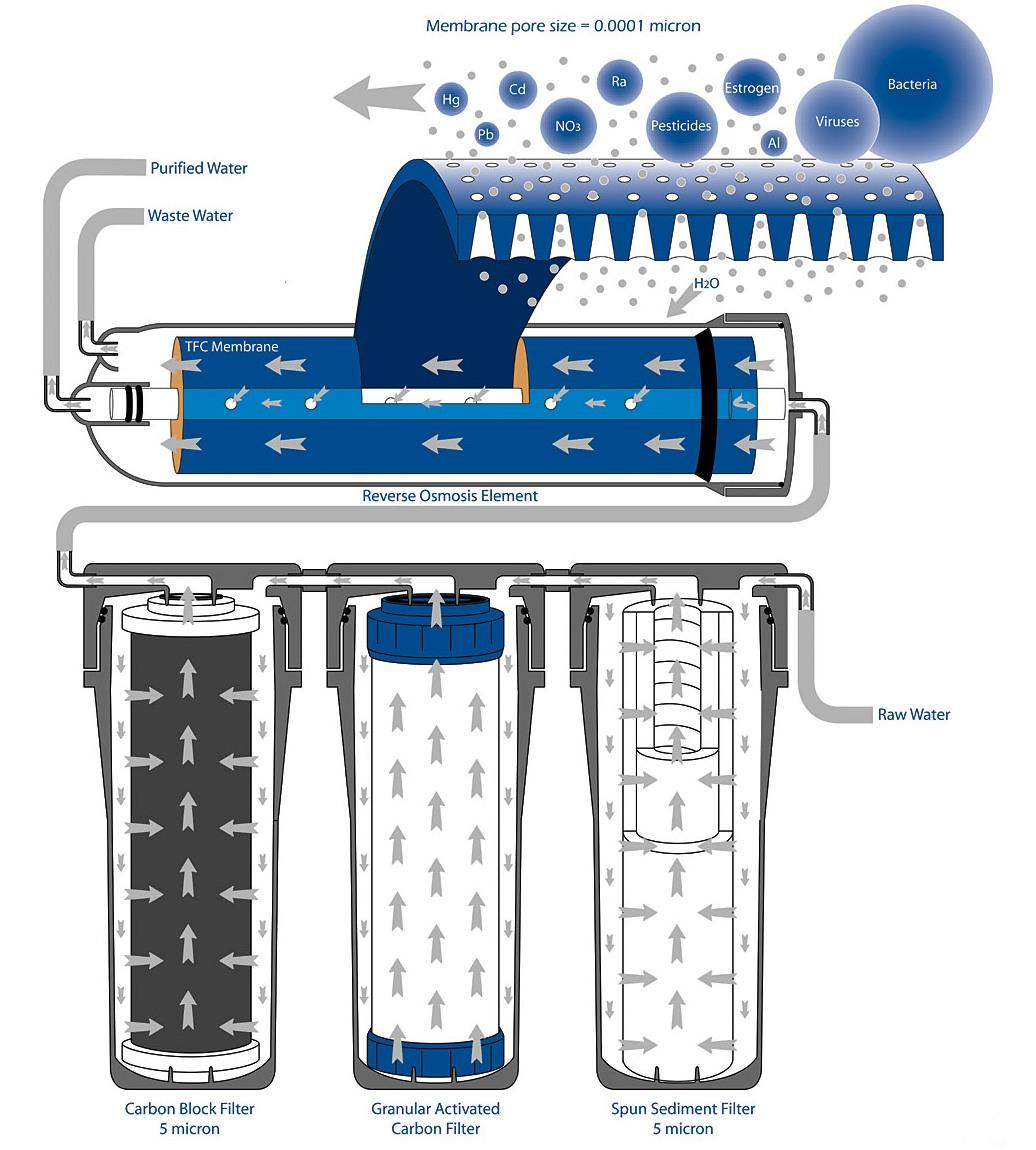 Membrane pore size = 0.0001 micron
Bacteria
Ra
Estrogen
Cd
Hg
Viruses
NO3
Pesticides
Pb
Al
Purified Water
Waste Water
H2O
TFC Membrane
Reverse Osmosis Element
Raw Water
Carbon Block Filter
5 micron
Granular Activated
Carbon Filter
Spun Sediment Filter
5 micron